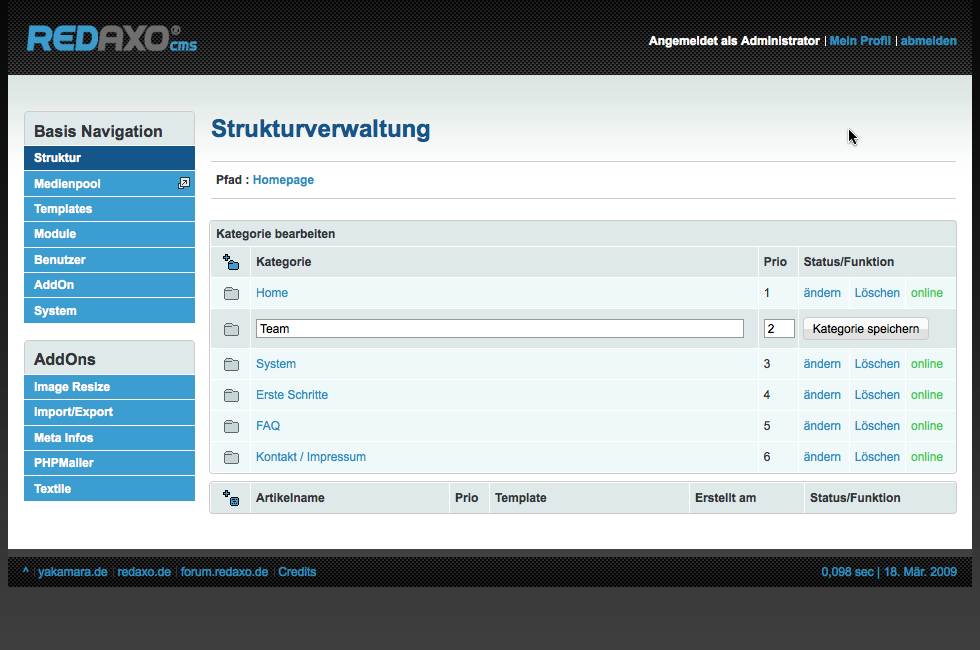 REDAXO® cms
Angemeldet als Administrator | Mein Profil | abmelden
Basis Navigation
Struktur
Medienpool
Templates
Module
Benutzer
AddOn
System
AddOns
Image Resize
Import/Export
Meta Infos
PHPMailer
Textile
Strukturverwaltung
Pfad : Homepage
Kategorie bearbeiten
Kategorie Prio Status/Funktion
Home 1 ändern Löschen online
Team 2 Kategorie speichern
System 3 ändern Löschen online
Erste Schritte 4 ändern Löschen online
FAQ 5 ändern Löschen online
Kontakt / Impressum 6 ändern Löschen online
Artikelname Prio Template Erstellt am Status/Funktion
^ | yakamara.de | redaxo.de | forum.redaxo.de | Credits
0,098 sec | 18. Mär. 2009